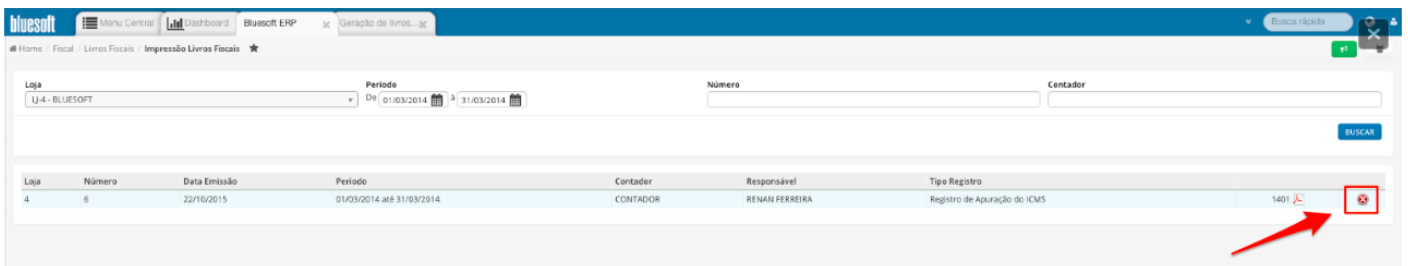 bluesoft Menu Central Dashboard Bluesoft ERP Geração de livros... Busca rápida
Home / Fiscal / Livros Fiscais / Impressão Livros Fiscais
Loja Período Número Contador
LJ-4 - BLUESOFT De 01/03/2014 a 31/03/2014
BUSCAR
Loja Número Data Emissão Período Contador Responsável Tipo Registro
4 6 22/10/2015 01/03/2014 até 31/03/2014 CONTADOR RENAN FERREIRA Registro de Apuração do ICMS 1401